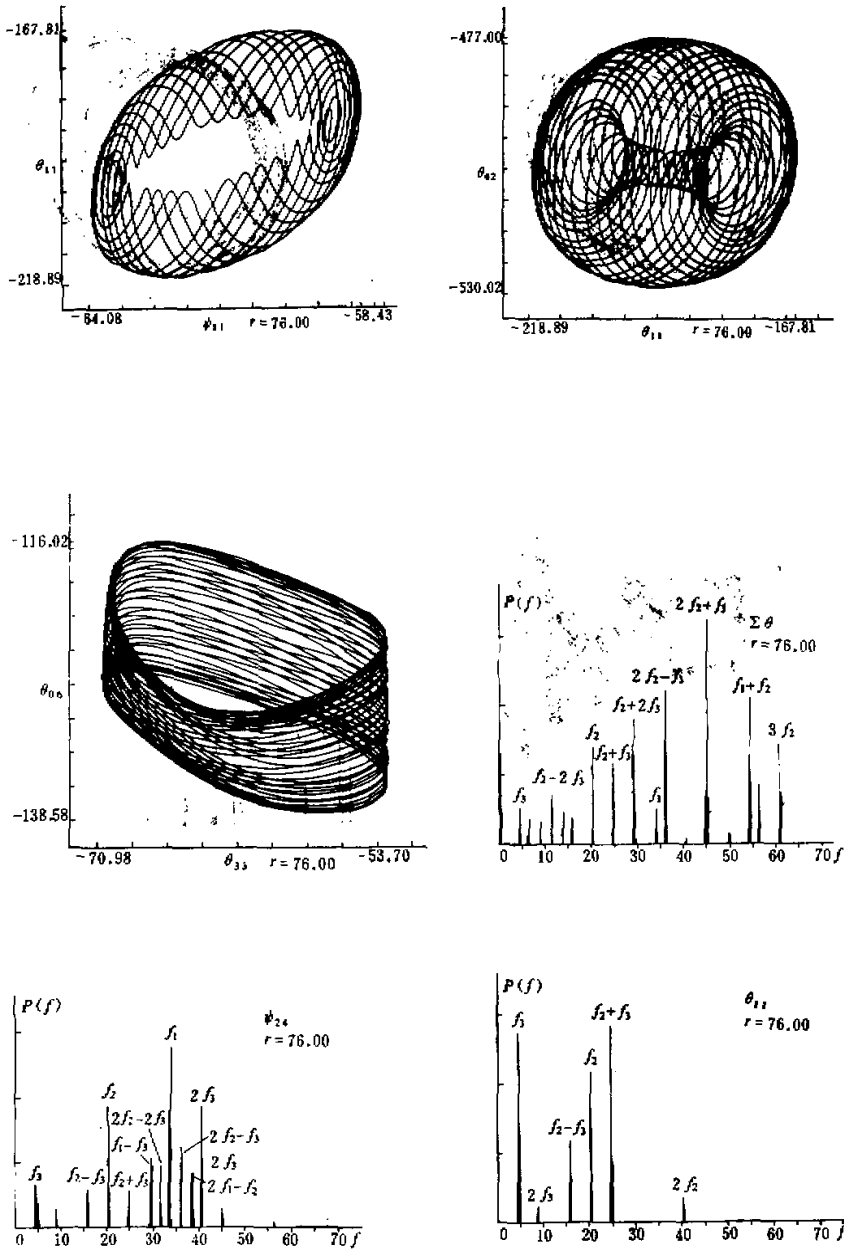 -167.81
θ₁₁
-218.89
-64.08 ψ₁₁ r=76.00 -58.43
-477.00
θ₀₂
-530.02
-218.89 θ₁₁ r=76.00 -167.81
-116.02
θ₀₆
-138.58
-70.98 θ₃₅ r=76.00 -53.70
P(f)
2f₂+f₃
Σθ
r=76.00
2f₂-f₃
f₁+f₂
f₂+2f₃
f₂
3f₂
f₂+f₃
f₂-2f₃
f₃
0 10 20 30 40 50 60 70 f
P(f)
ψ₂₄
r=76.00
f₁
f₂
2f₃
2f₂-2f₃
2f₂-f₃
f₁-f₃
2f₃
f₃
f₂-f₃
f₂+f₃
2f₁-f₂
0 10 20 30 40 50 60 70 f
P(f)
θ₁₁
r=76.00
f₃
f₂+f₃
f₂
f₂-f₃
2f₃
2f₂
0 10 20 30 40 50 60 70 f